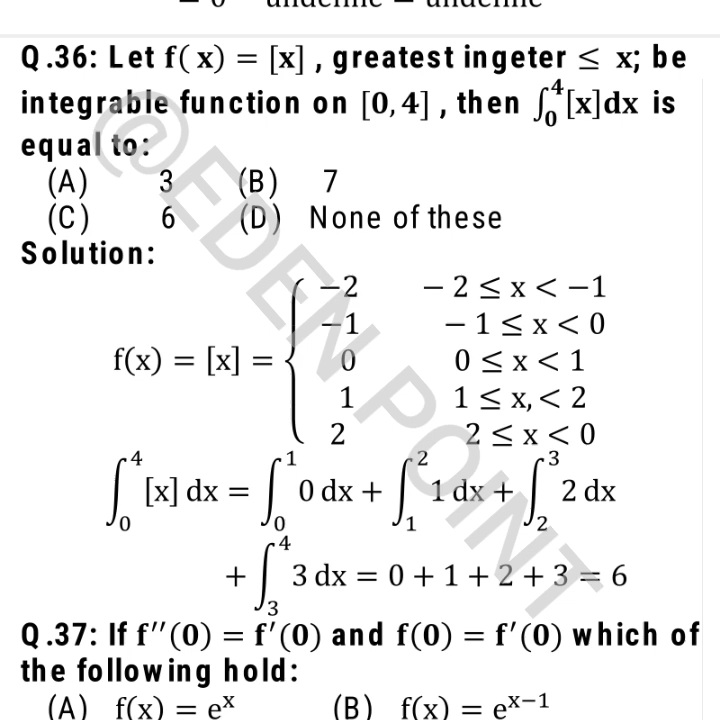 Q.36: Let f( x) = [x] , greatest ingeter ≤ x; be
integrable function on [0, 4] , then ∫₀⁴[x]dx is
equal to:
(A) 3 (B) 7
(C) 6 (D) None of these
Solution:
−2 − 2 ≤ x < −1
−1 − 1 ≤ x < 0
f(x) = [x] = { 0 0 ≤ x < 1
1 1 ≤ x, < 2
2 2 ≤ x < 0
∫₀⁴ [x] dx = ∫₀¹ 0 dx + ∫₁² 1 dx + ∫₂³ 2 dx
+ ∫₃⁴ 3 dx = 0 + 1 + 2 + 3 = 6
Q.37: If f′′(0) = f′(0) and f(0) = f′(0) which of
the following hold:
(A) f(x) = eˣ (B) f(x) = eˣ⁻¹
@EDEN POINT